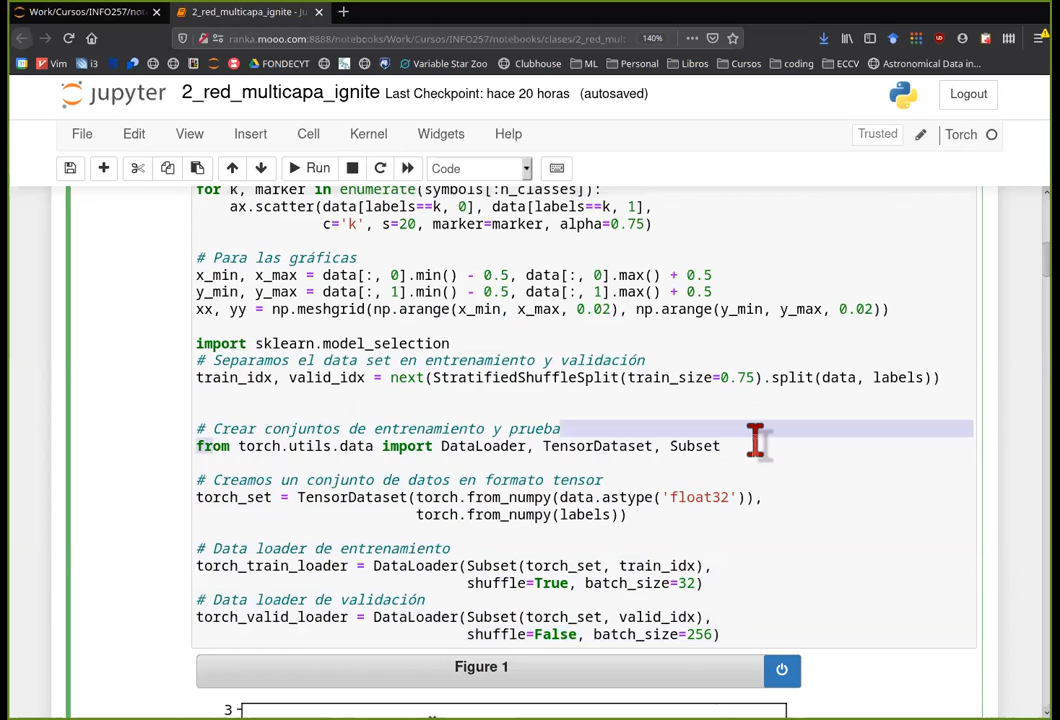 Work/Cursos/INFO257/not
2_red_multicapa_ignite - Ju
ranka.mooo.com:8888/notebooks/Work/Cursos/INFO257/notebooks/clases/2_red_mult
140%
Vim
i3
FONDECYT
Variable Star Zoo
Clubhouse
ML
Personal
Libros
Cursos
coding
ECCV
Astronomical Data in...
jupyter 2_red_multicapa_ignite Last Checkpoint: hace 20 horas (autosaved)
Logout
File Edit View Insert Cell Kernel Widgets Help
Trusted
Torch
Run
Code
for k, marker in enumerate(symbols[:n_classes]):
ax.scatter(data[labels==k, 0], data[labels==k, 1],
c='k', s=20, marker=marker, alpha=0.75)
# Para las gráficas
x_min, x_max = data[:, 0].min() - 0.5, data[:, 0].max() + 0.5
y_min, y_max = data[:, 1].min() - 0.5, data[:, 1].max() + 0.5
xx, yy = np.meshgrid(np.arange(x_min, x_max, 0.02), np.arange(y_min, y_max, 0.02))
import sklearn.model_selection
# Separamos el data set en entrenamiento y validación
train_idx, valid_idx = next(StratifiedShuffleSplit(train_size=0.75).split(data, labels))
# Crear conjuntos de entrenamiento y prueba
from torch.utils.data import DataLoader, TensorDataset, Subset
# Creamos un conjunto de datos en formato tensor
torch_set = TensorDataset(torch.from_numpy(data.astype('float32')),
torch.from_numpy(labels))
# Data loader de entrenamiento
torch_train_loader = DataLoader(Subset(torch_set, train_idx),
shuffle=True, batch_size=32)
# Data loader de validación
torch_valid_loader = DataLoader(Subset(torch_set, valid_idx),
shuffle=False, batch_size=256)
Figure 1
3